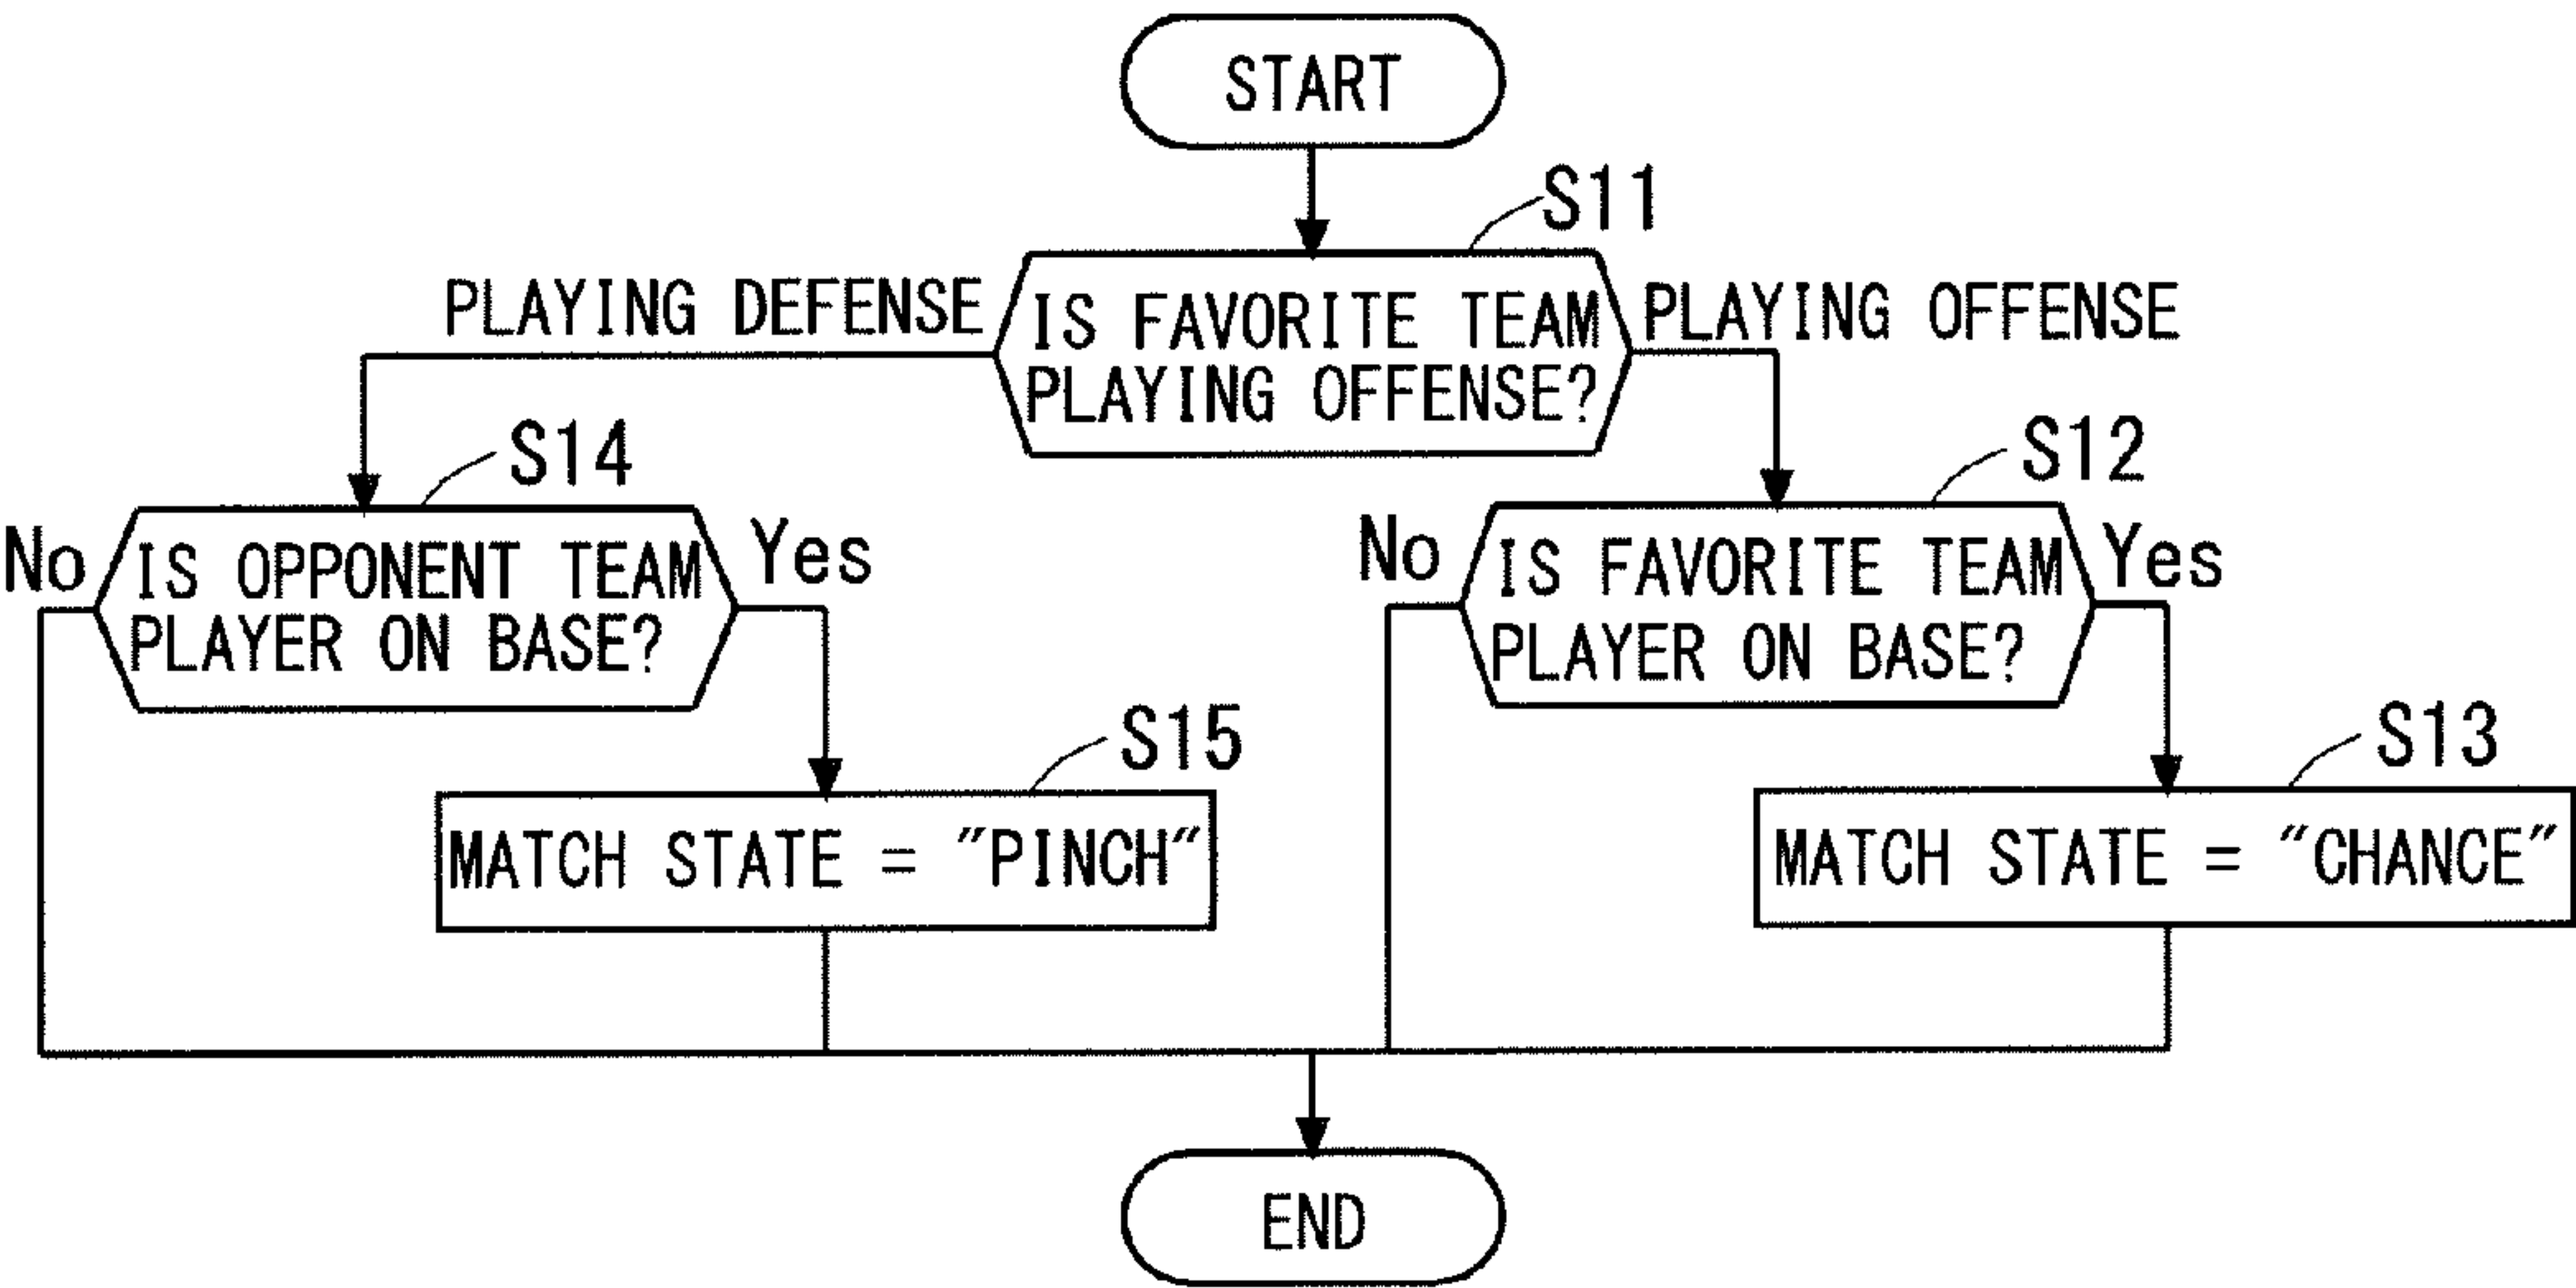 START
S11
PLAYING DEFENSE
IS FAVORITE TEAM
PLAYING OFFENSE?
PLAYING OFFENSE
S14
S12
No
IS OPPONENT TEAM
PLAYER ON BASE?
Yes
No
IS FAVORITE TEAM
PLAYER ON BASE?
Yes
S15
S13
MATCH STATE = "PINCH"
MATCH STATE = "CHANCE"
END